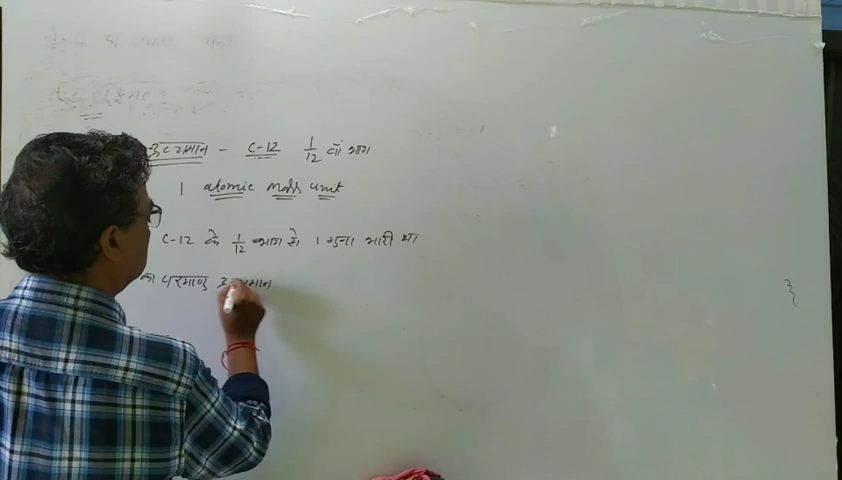 द्रव्यमान - C-12 1/12 वां भाग
1 atomic mass unit
C-12 के 1/12 भाग से 1 गुना भारी या
का परमाणु द्रव्यमान